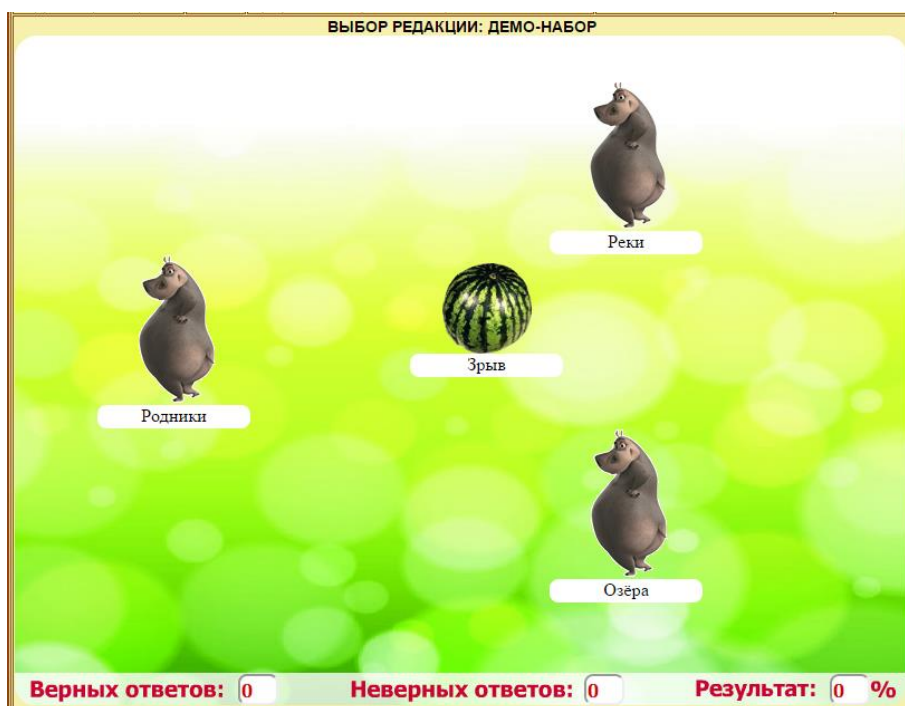 ВЫБОР РЕДАКЦИИ: ДЕМО-НАБОР
Реки
Зрыв
Родники
Озёра
Верных ответов: 0 Неверных ответов: 0 Результат: 0 %